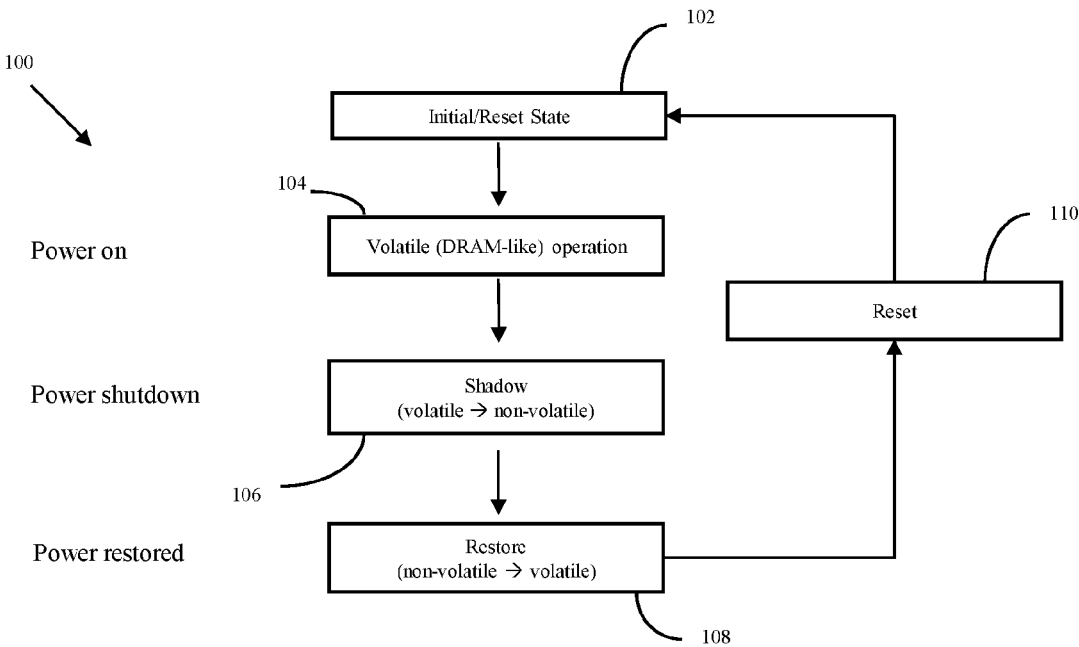 102
100
Initial/Reset State
104
110
Power on
Volatile (DRAM-like) operation
Reset
Power shutdown
Shadow
(volatile → non-volatile)
106
Power restored
Restore
(non-volatile → volatile)
108